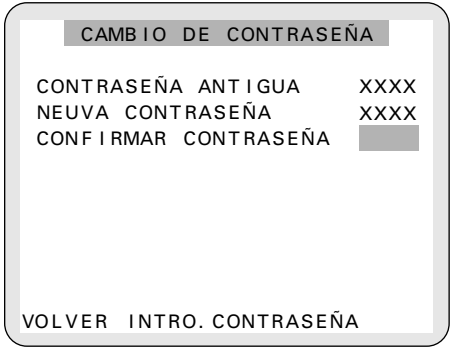 CAMBIO DE CONTRASEÑA
CONTRASEÑA ANTIGUA XXXX
NEUVA CONTRASEÑA XXXX
CONFIRMAR CONTRASEÑA
VOLVER INTRO. CONTRASEÑA